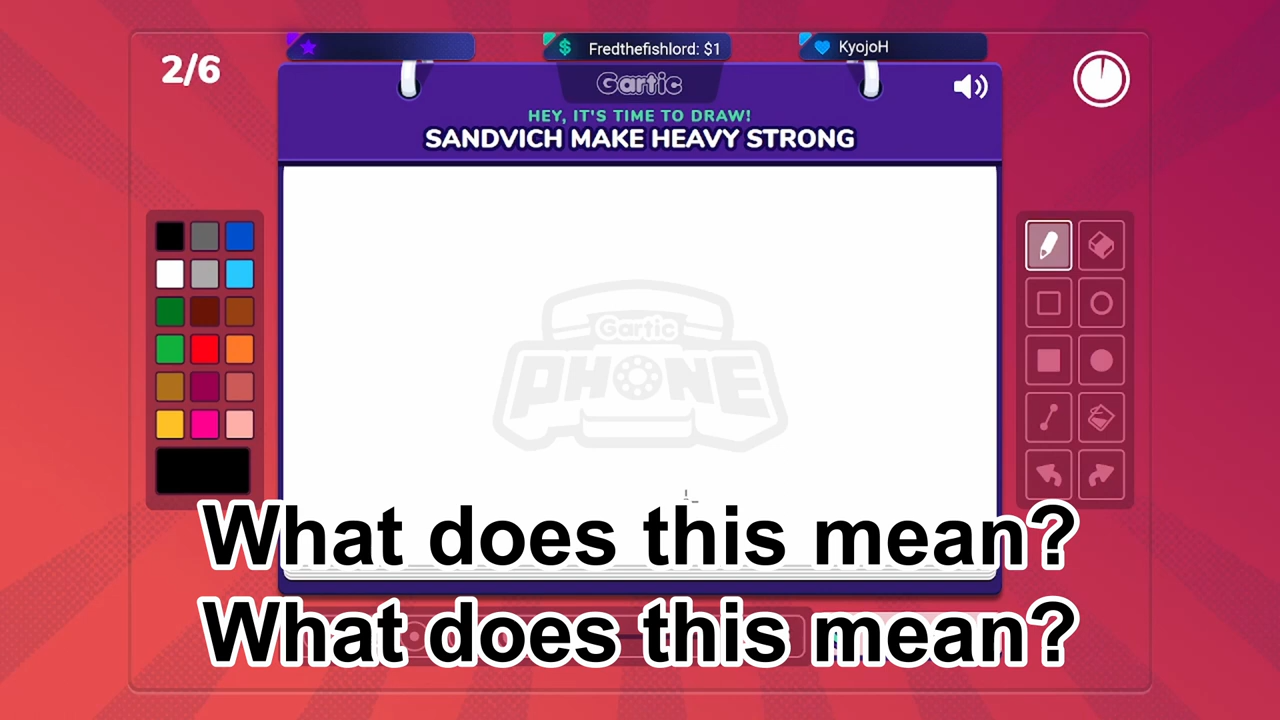 2/6
Fredthefishlord: $1
KyojoH
Gartic
HEY, IT'S TIME TO DRAW!
SANDVICH MAKE HEAVY STRONG
Gartic
PHONE
What does this mean?
What does this mean?